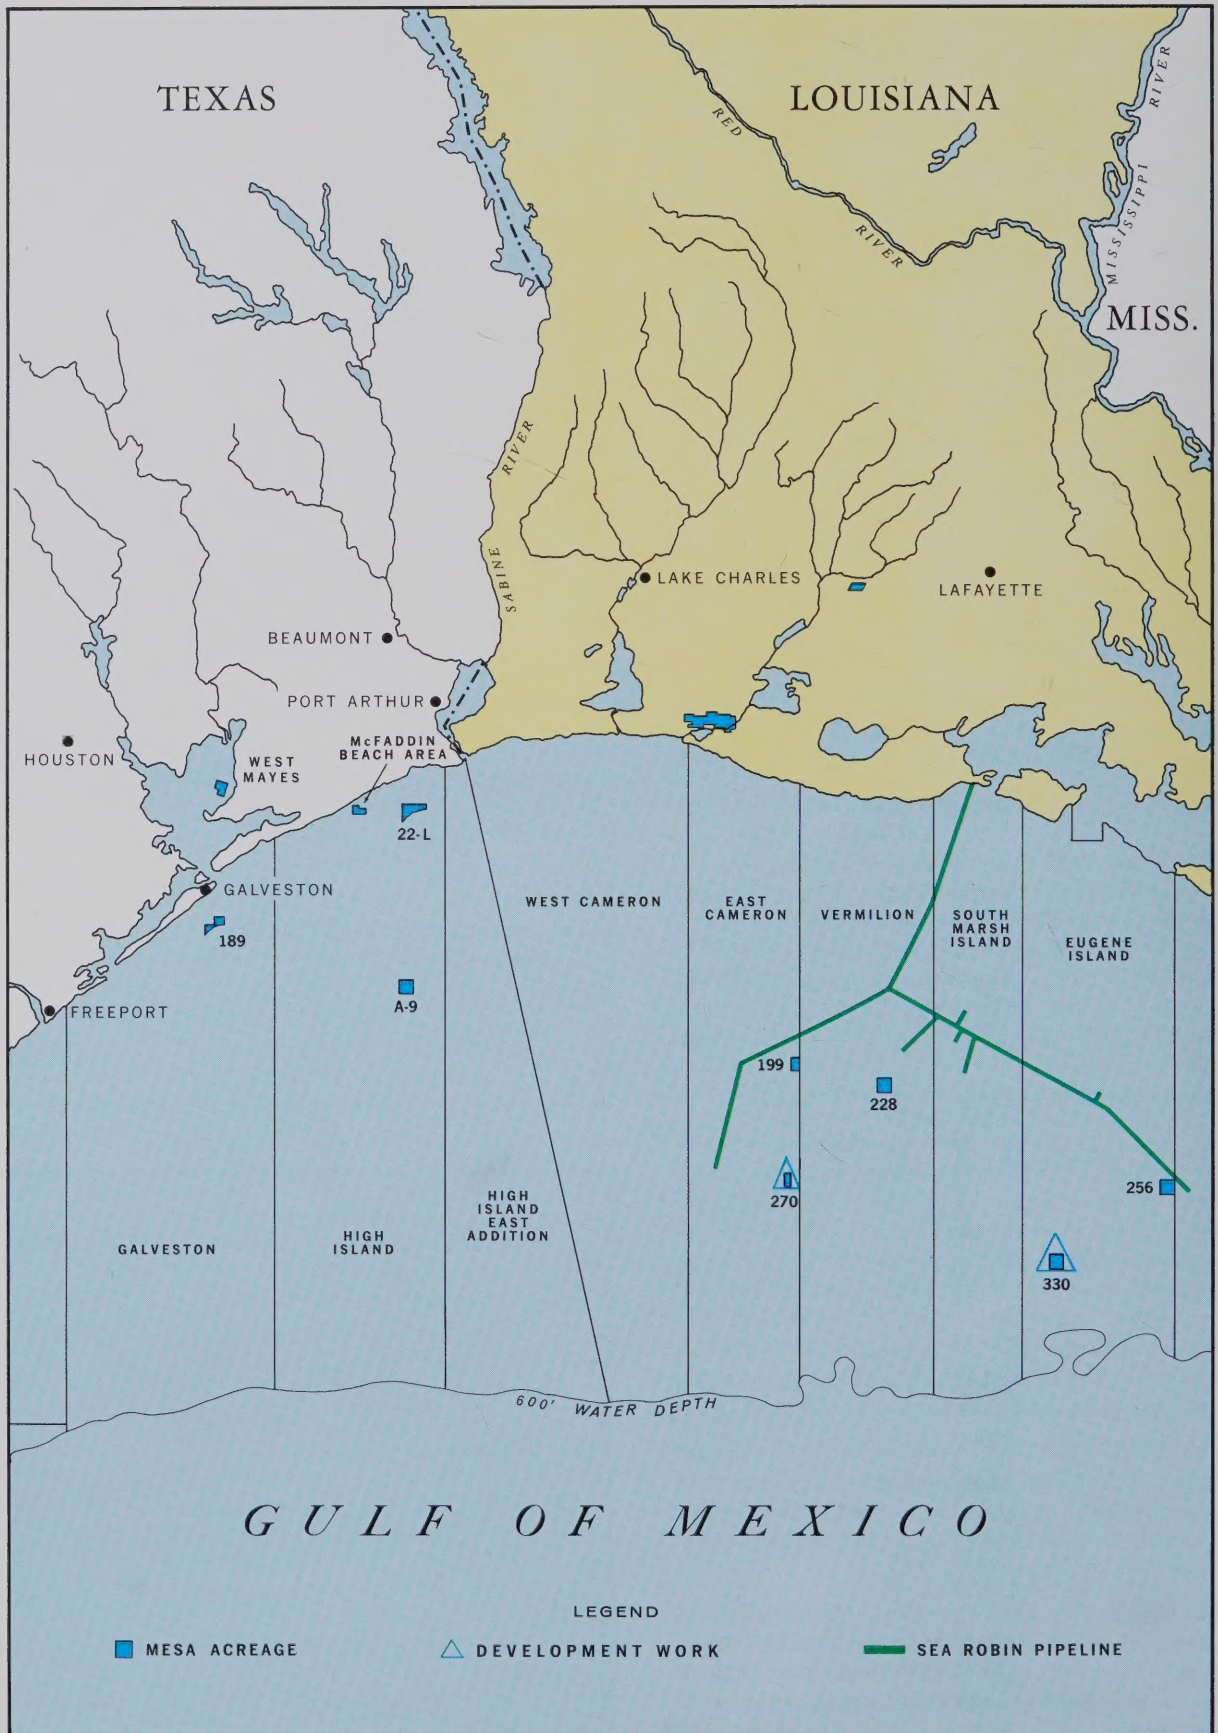 TEXAS
LOUISIANA
RED
RIVER
MISSISSIPPI
RIVER
MISS.
SABINE
RIVER
LAKE CHARLES
LAFAYETTE
BEAUMONT
PORT ARTHUR
HOUSTON
WEST
MAYES
McFADDIN
BEACH AREA
22-L
GALVESTON
189
FREEPORT
A-9
WEST CAMERON
EAST
CAMERON
VERMILION
SOUTH
MARSH
ISLAND
EUGENE
ISLAND
199
228
270
256
330
GALVESTON
HIGH
ISLAND
HIGH
ISLAND
EAST
ADDITION
600' WATER DEPTH
GULF OF MEXICO
LEGEND
MESA ACREAGE
DEVELOPMENT WORK
SEA ROBIN PIPELINE